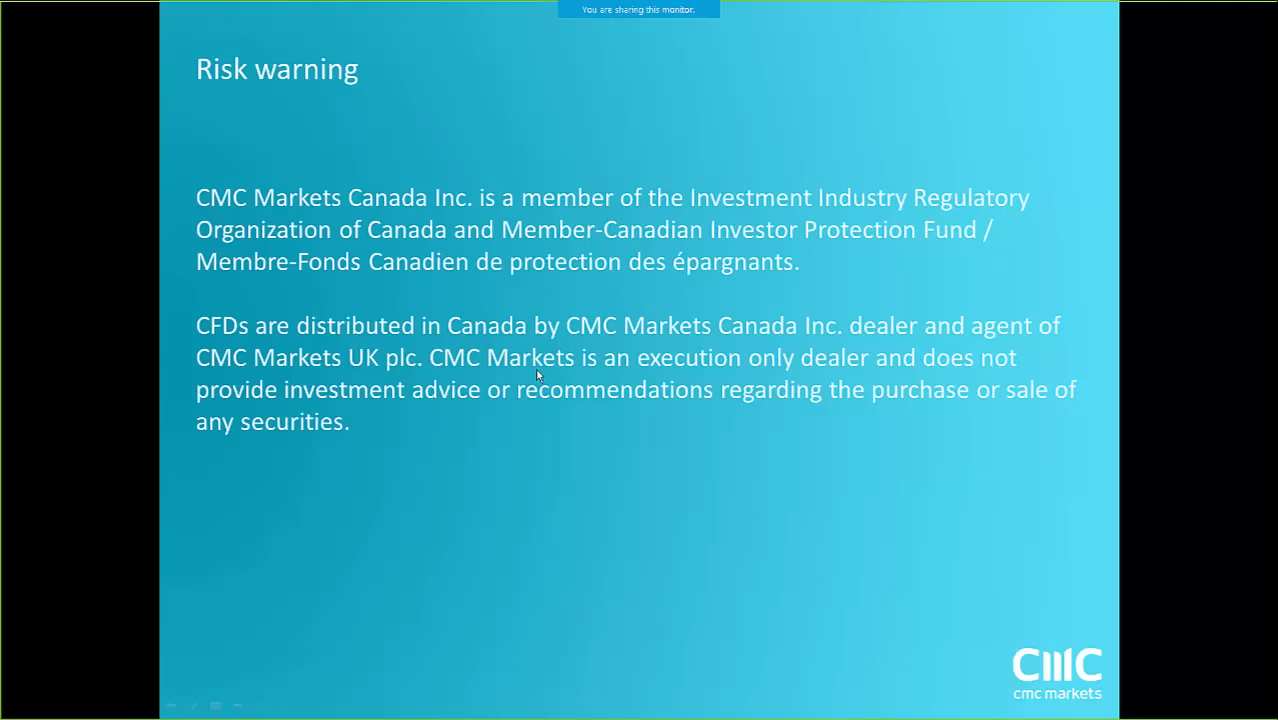 You are sharing this monitor.
Risk warning
CMC Markets Canada Inc. is a member of the Investment Industry Regulatory
Organization of Canada and Member-Canadian Investor Protection Fund /
Membre-Fonds Canadien de protection des épargnants.
CFDs are distributed in Canada by CMC Markets Canada Inc. dealer and agent of
CMC Markets UK plc. CMC Markets is an execution only dealer and does not
provide investment advice or recommendations regarding the purchase or sale of
any securities.
CMC
cmc markets